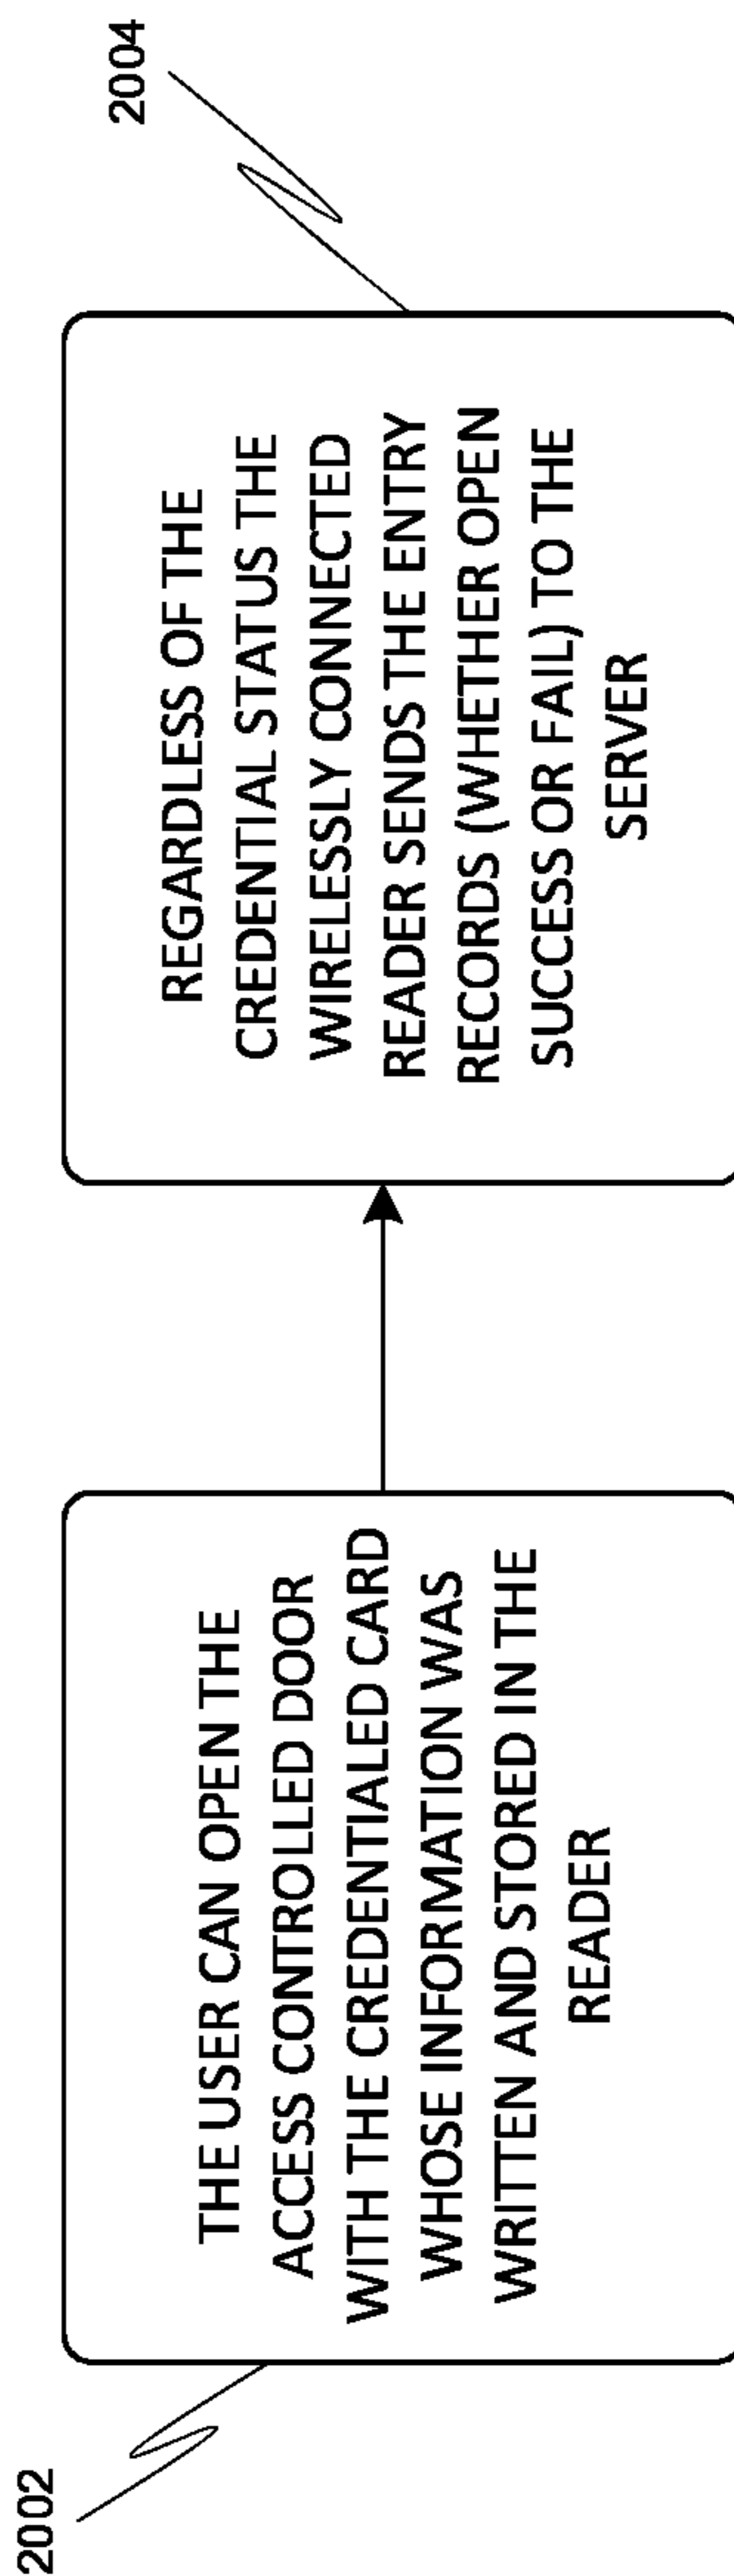 2002
THE USER CAN OPEN THE
ACCESS CONTROLLED DOOR
WITH THE CREDENTIALED CARD
WHOSE INFORMATION WAS
WRITTEN AND STORED IN THE
READER
2004
REGARDLESS OF THE
CREDENTIAL STATUS THE
WIRELESSLY CONNECTED
READER SENDS THE ENTRY
RECORDS (WHETHER OPEN
SUCCESS OR FAIL) TO THE
SERVER